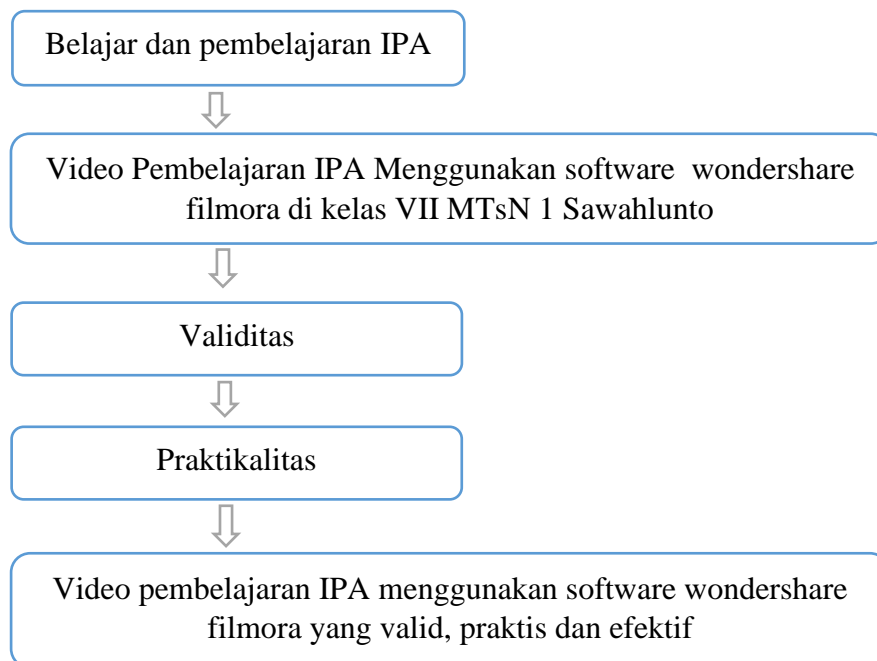 Belajar dan pembelajaran IPA
Video Pembelajaran IPA Menggunakan software wondershare
filmora di kelas VII MTsN 1 Sawahlunto
Validitas
Praktikalitas
Video pembelajaran IPA menggunakan software wondershare
filmora yang valid, praktis dan efektif